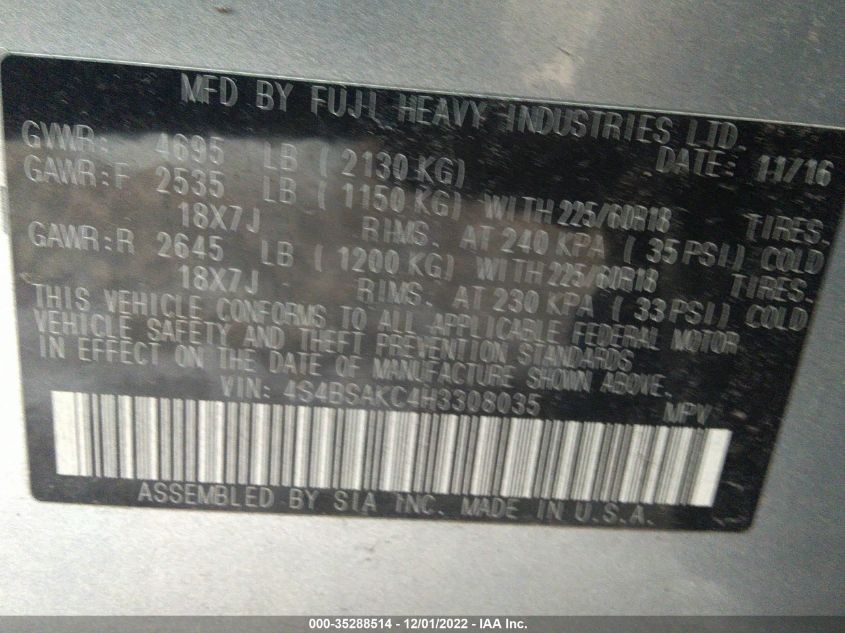 MFD BY FUJI HEAVY INDUSTRIES LTD.
GVWR: 4695 LB ( 2130 KG) DATE: 11/16
GAWR:F 2535 LB ( 1150 KG) WITH 225/60R18 TIRES.
18X7J RIMS. AT 240 KPA ( 35PSI) COLD
GAWR:R 2645 LB ( 1200 KG) WITH 225/60R18 TIRES.
18X7J RIMS. AT 230 KPA ( 33PSI) COLD
THIS VEHICLE CONFORMS TO ALL APPLICABLE FEDERAL MOTOR
VEHICLE SAFETY AND THEFT PREVENTION STANDARDS
IN EFFECT ON THE DATE OF MANUFACTURE SHOWN ABOVE.
VIN: 4S4BSAKC4H3308035 MPV
ASSEMBLED BY SIA INC. MADE IN U.S.A.
000-35288514 - 12/01/2022 - IAA Inc.